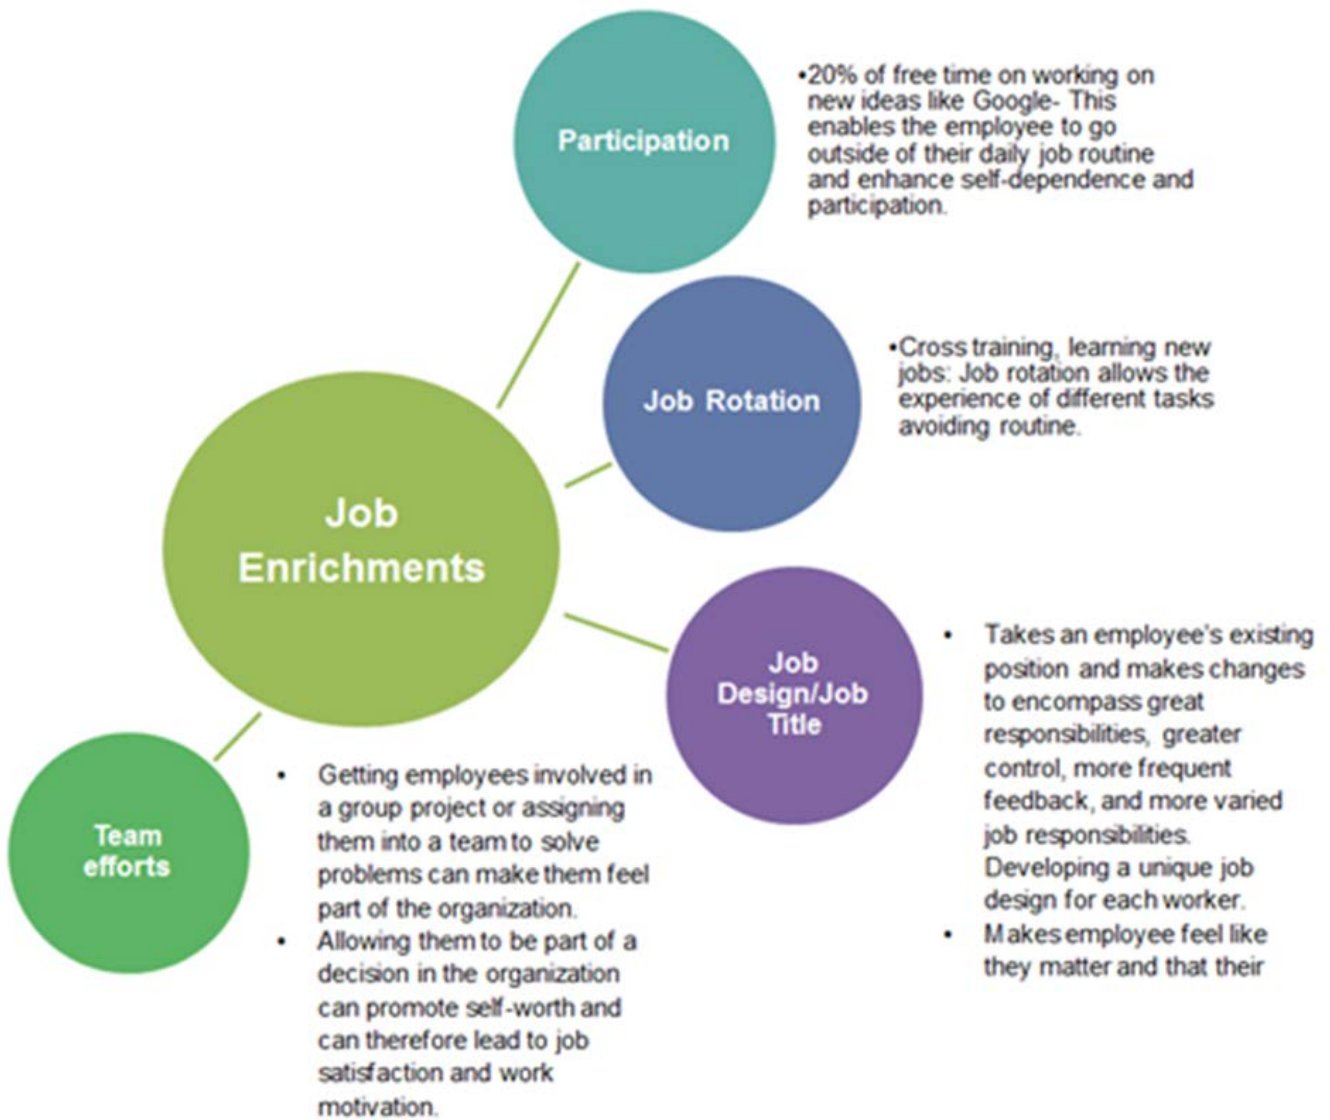 Participation
•20% of free time on working on
new ideas like Google- This
enables the employee to go
outside of their daily job routine
and enhance self-dependence and
participation.
Job Rotation
•Cross training, learning new
jobs: Job rotation allows the
experience of different tasks
avoiding routine.
Job
Enrichments
Job
Design/Job
Title
• Takes an employee's existing
position and makes changes
to encompass great
responsibilities, greater
control, more frequent
feedback, and more varied
job responsibilities.
Developing a unique job
design for each worker.
• Makes employee feel like
they matter and that their
Team
efforts
• Getting employees involved in
a group project or assigning
them into a team to solve
problems can make them feel
part of the organization.
• Allowing them to be part of a
decision in the organization
can promote self-worth and
can therefore lead to job
satisfaction and work
motivation.